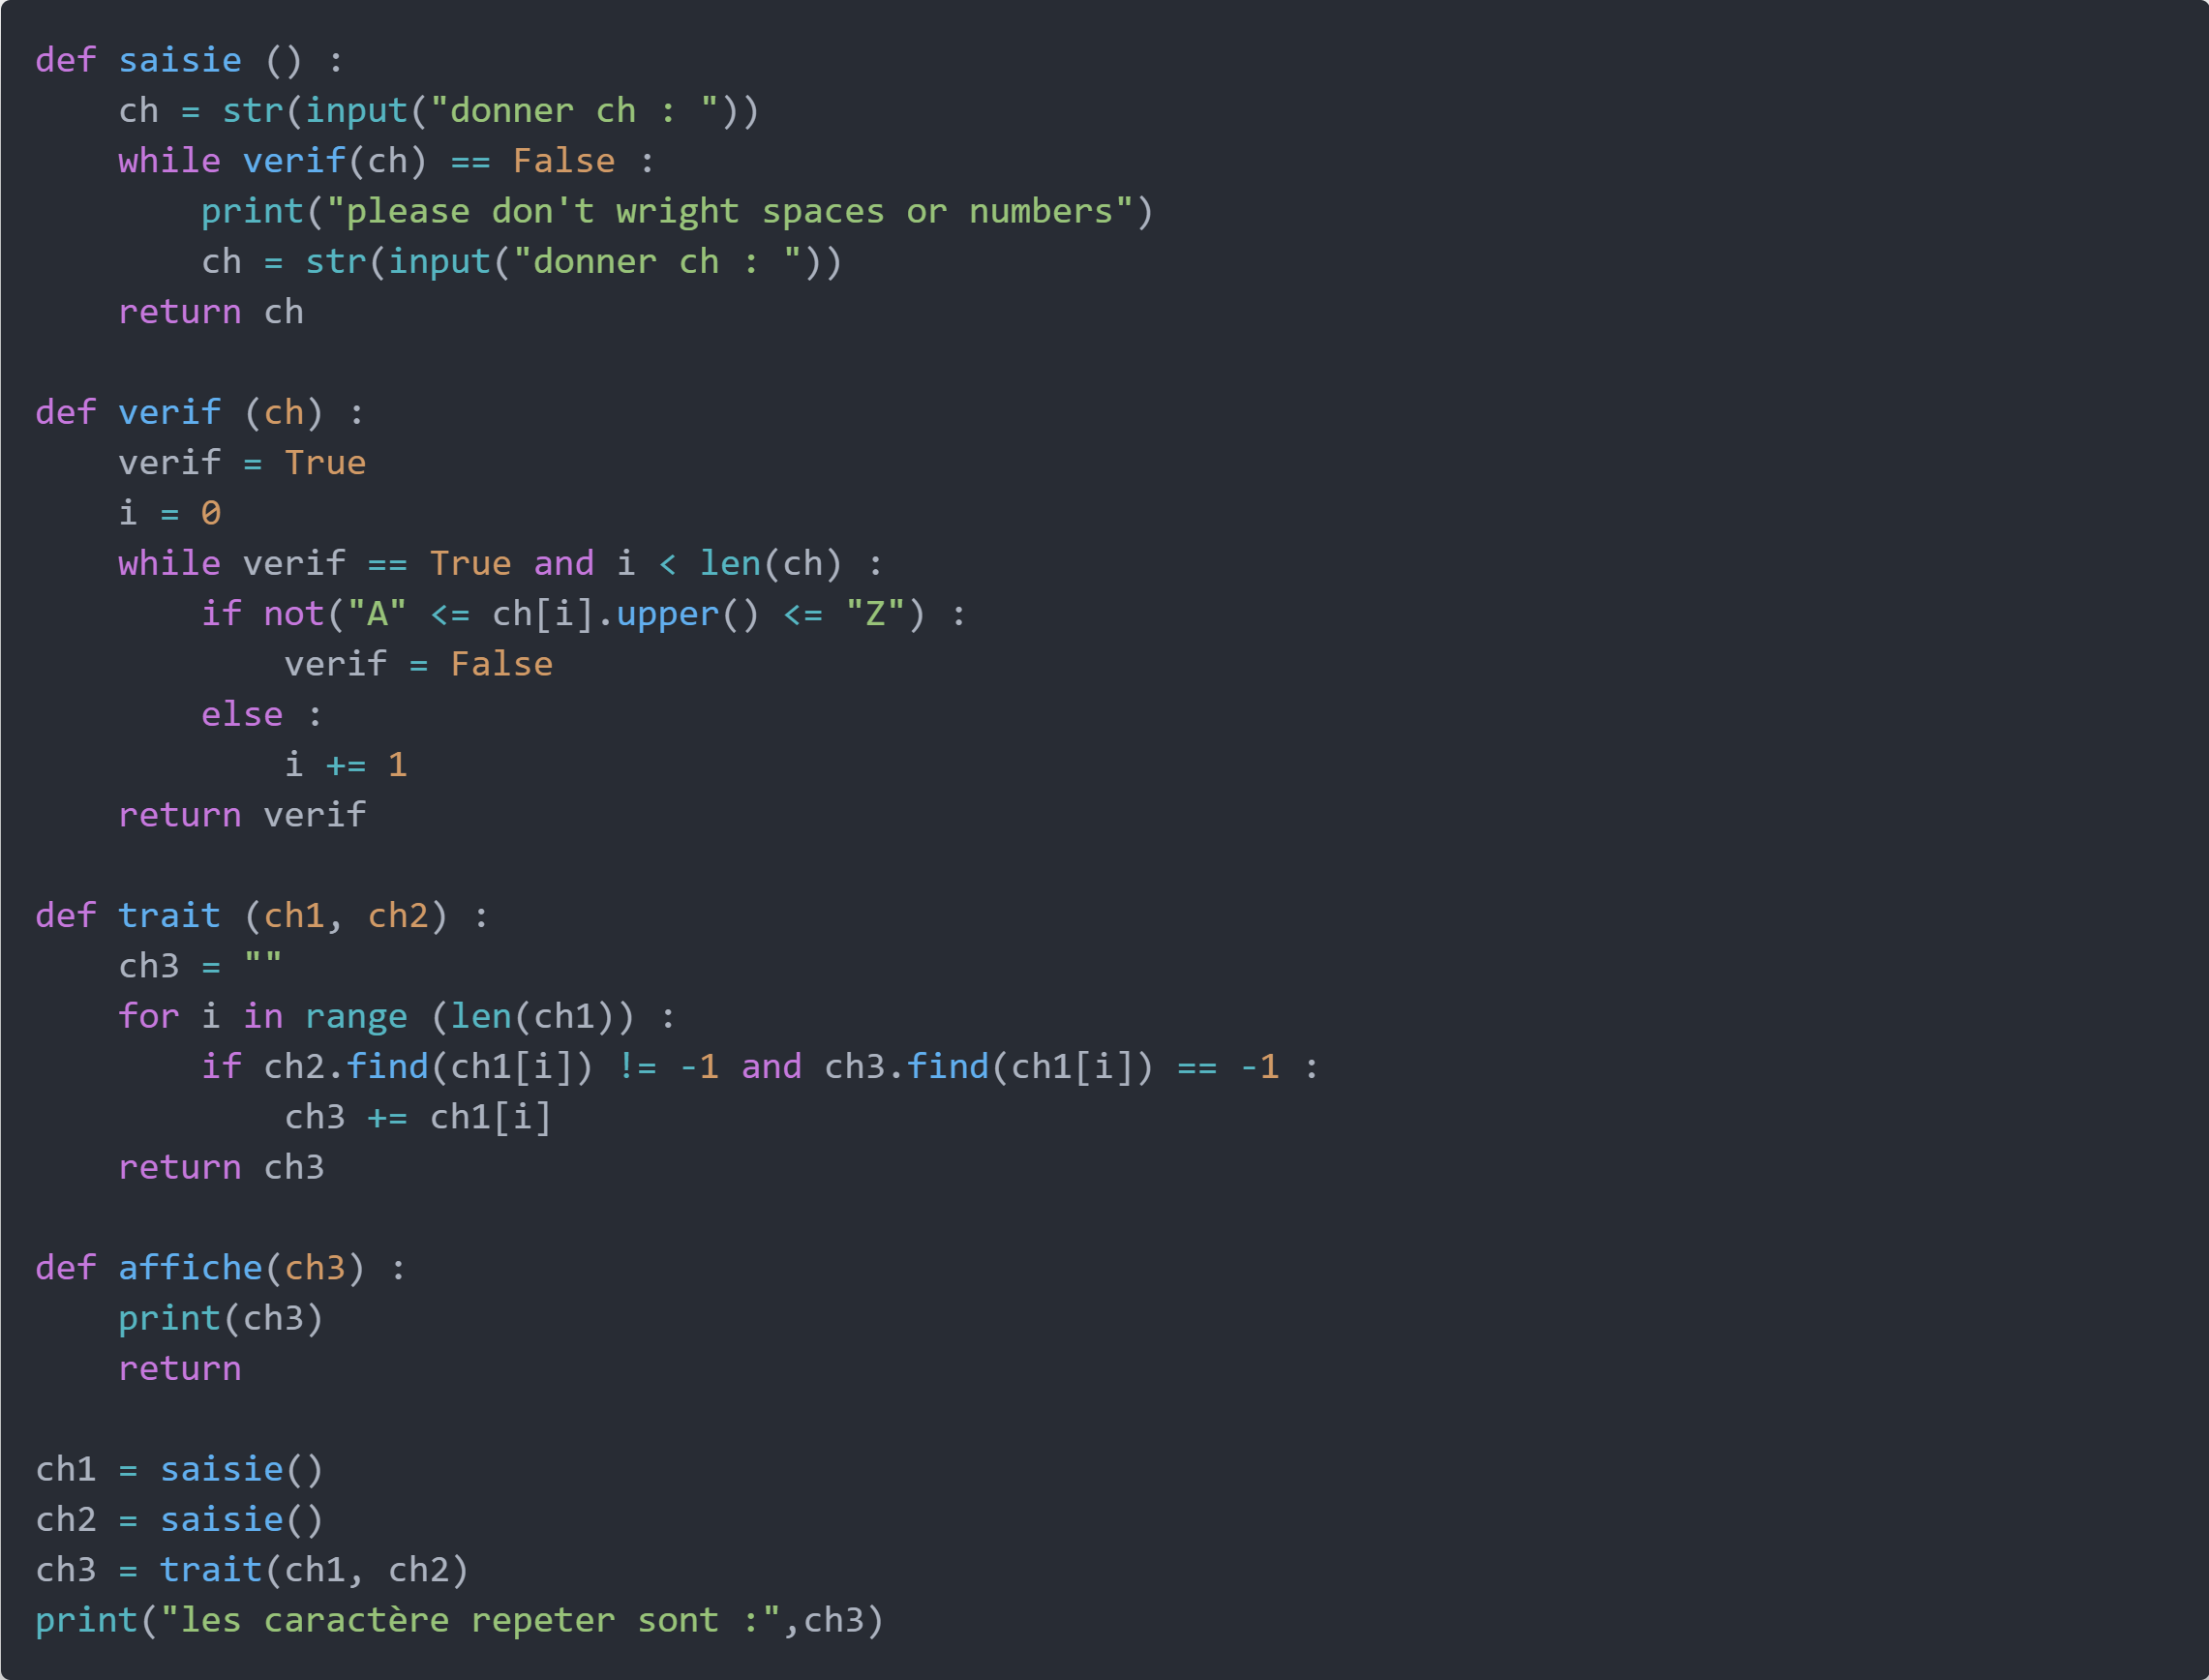 def saisie () :
    ch = str(input("donner ch : "))
    while verif(ch) == False :
        print("please don't wright spaces or numbers")
        ch = str(input("donner ch : "))
    return ch

def verif (ch) :
    verif = True
    i = 0
    while verif == True and i < len(ch) :
        if not("A" <= ch[i].upper() <= "Z") :
            verif = False
        else :
            i += 1
    return verif

def trait (ch1, ch2) :
    ch3 = ""
    for i in range (len(ch1)) :
        if ch2.find(ch1[i]) != -1 and ch3.find(ch1[i]) == -1 :
            ch3 += ch1[i]
    return ch3

def affiche(ch3) :
    print(ch3)
    return

ch1 = saisie()
ch2 = saisie()
ch3 = trait(ch1, ch2)
print("les caractère repeter sont :",ch3)